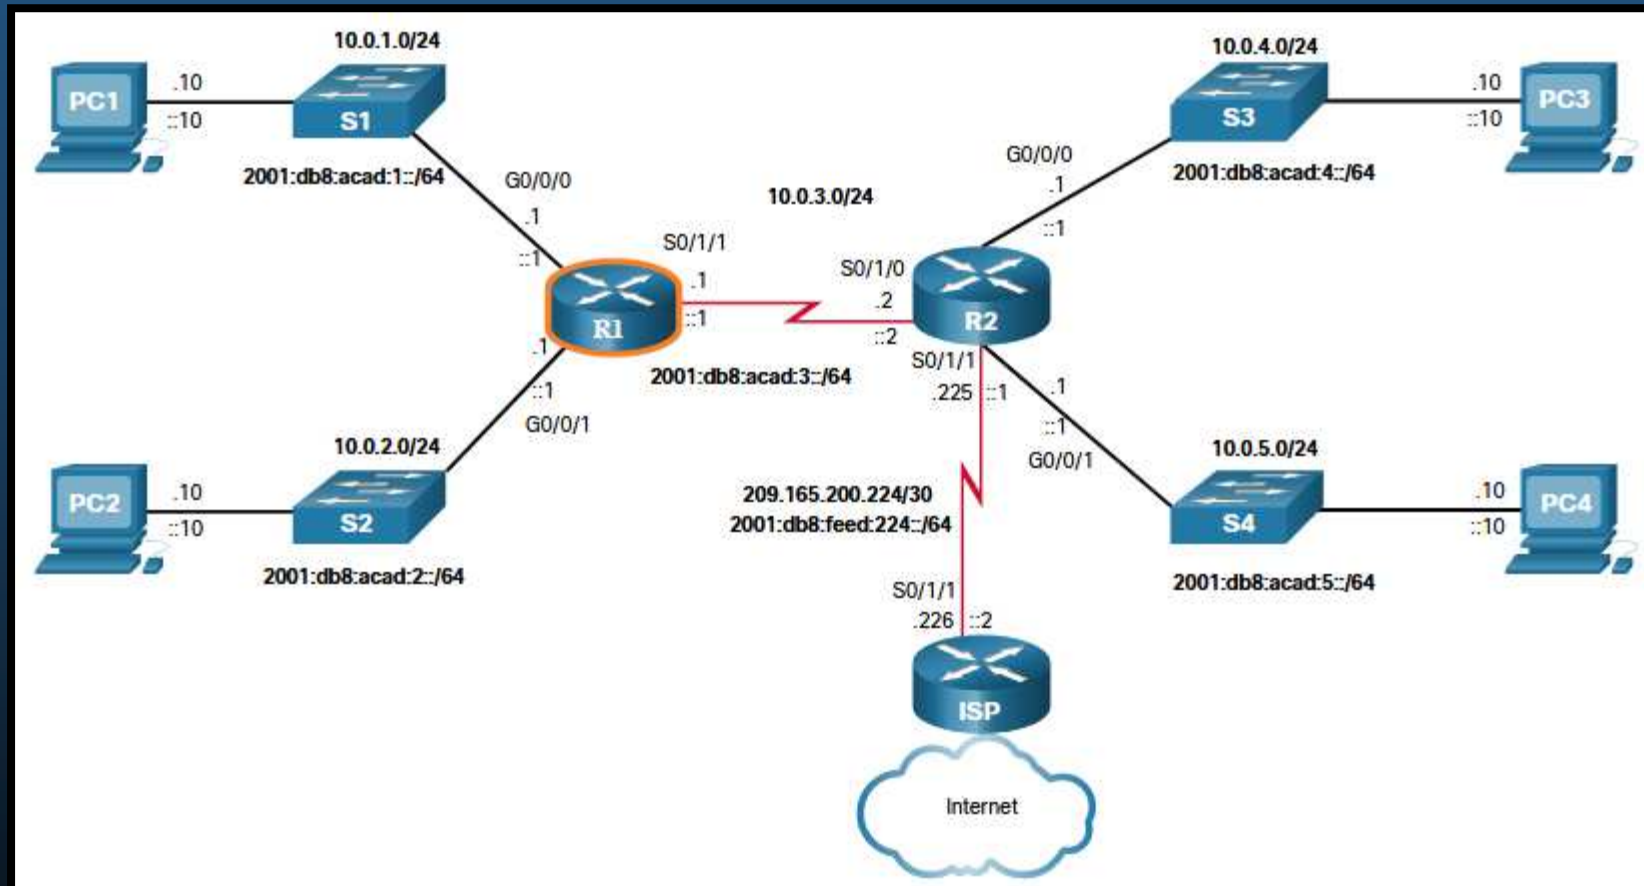 10.0.1.0/24
PC1
.10
::10
S1
2001:db8:acad:1::/64
G0/0/0
.1
::1
10.0.3.0/24
S0/1/1
.1
::1
R1
2001:db8:acad:3::/64
.1
::1
G0/0/1
10.0.2.0/24
PC2
.10
::10
S2
2001:db8:acad:2::/64
10.0.4.0/24
S3
.10
::10
PC3
2001:db8:acad:4::/64
G0/0/0
.1
::1
S0/1/0
.2
::2
R2
S0/1/1
.225 ::1
.1
::1
G0/0/1
10.0.5.0/24
S4
.10
::10
PC4
2001:db8:acad:5::/64
209.165.200.224/30
2001:db8:feed:224::/64
S0/1/1
.226 ::2
ISP
Internet